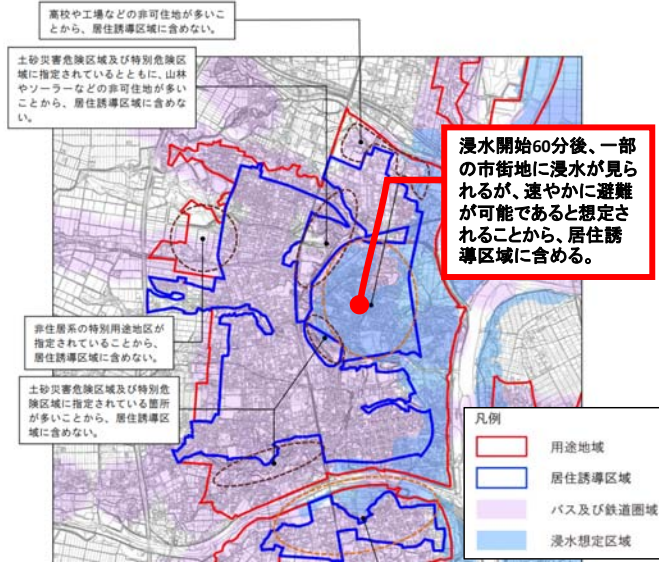 高校や工場などの非可住地が多いこ
とから、居住誘導区域に含めない。
土砂災害危険区域及び特別危険区
域に指定されているとともに、山林
やソーラーなどの非可住地が多い
ことから、居住誘導区域に含めな
い。
浸水開始60分後、一部
の市街地に浸水が見ら
れるが、速やかに避難
が可能であると想定さ
れることから、居住誘
導区域に含める。
非住居系の特別用途地区が
指定されていることから、
居住誘導区域に含めない。
土砂災害危険区域及び特別危
険区域に指定されている箇所
が多いことから、居住誘導区
域に含めない。
凡例
用途地域
居住誘導区域
バス及び鉄道圏域
浸水想定区域